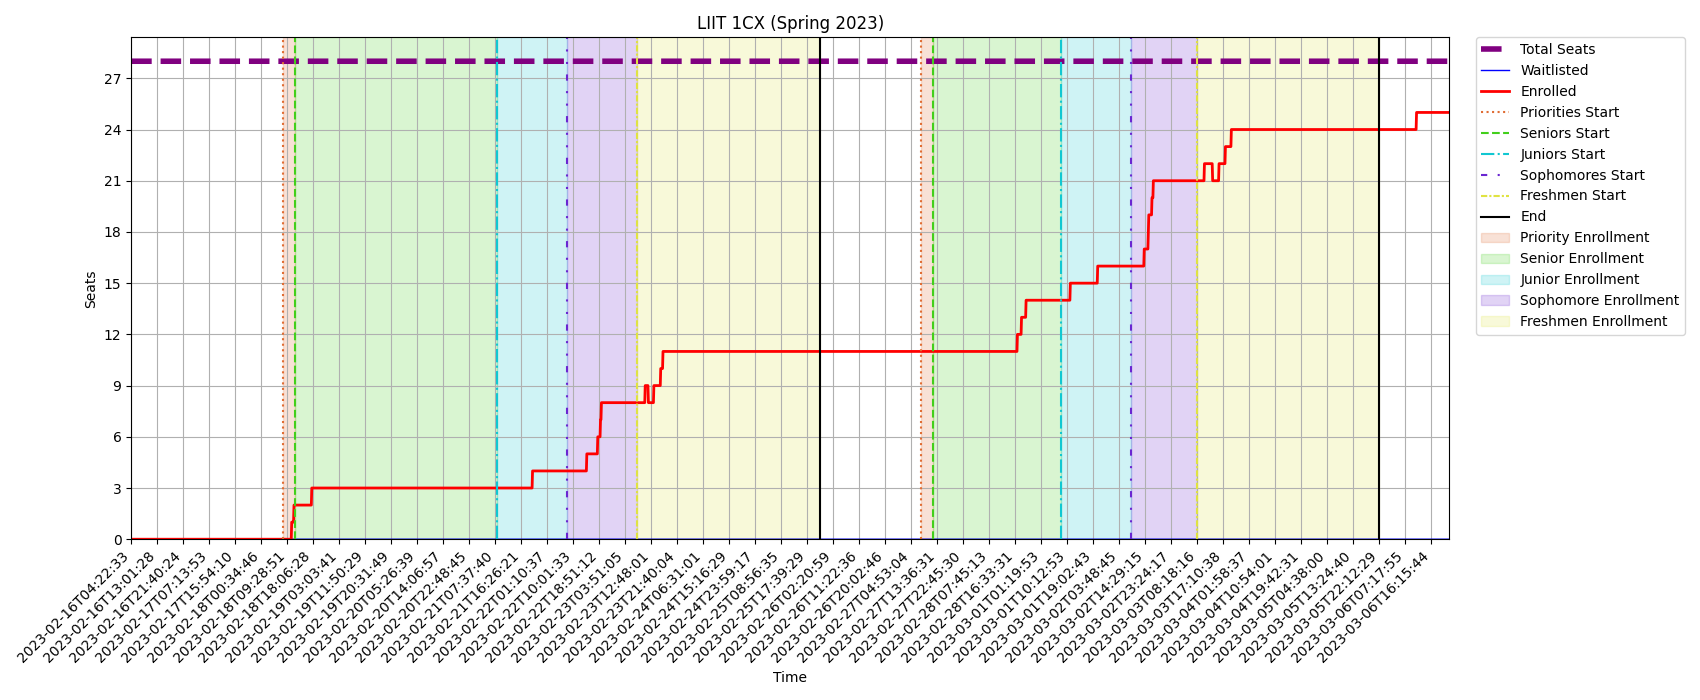 LIIT 1CX (Spring 2023)
Seats
27
24
21
18
15
12
9
6
3
0
2023-02-16T04:22:33
2023-02-16T13:01:28
2023-02-16T21:40:24
2023-02-17T07:13:53
2023-02-17T15:54:10
2023-02-18T00:34:46
2023-02-18T09:28:51
2023-02-18T18:06:28
2023-02-19T03:03:41
2023-02-19T11:50:29
2023-02-19T20:31:49
2023-02-20T05:26:39
2023-02-20T14:06:57
2023-02-20T22:48:45
2023-02-21T07:37:40
2023-02-21T16:26:21
2023-02-22T01:10:37
2023-02-22T10:01:33
2023-02-22T18:51:12
2023-02-23T03:51:05
2023-02-23T12:48:01
2023-02-23T21:40:04
2023-02-24T06:31:01
2023-02-24T15:16:29
2023-02-24T23:59:17
2023-02-25T08:56:35
2023-02-25T17:39:29
2023-02-26T02:20:59
2023-02-26T11:22:36
2023-02-26T20:02:46
2023-02-27T04:53:04
2023-02-27T13:36:31
2023-02-27T22:45:30
2023-02-28T07:45:13
2023-02-28T16:33:31
2023-03-01T01:19:53
2023-03-01T10:12:53
2023-03-01T19:02:43
2023-03-02T03:48:45
2023-03-02T14:29:15
2023-03-02T23:24:17
2023-03-03T08:18:16
2023-03-03T17:10:38
2023-03-04T01:58:37
2023-03-04T10:54:01
2023-03-04T19:42:31
2023-03-05T04:38:00
2023-03-05T13:24:40
2023-03-05T22:12:29
2023-03-06T07:17:55
2023-03-06T16:15:44
Time
Total Seats
Waitlisted
Enrolled
Priorities Start
Seniors Start
Juniors Start
Sophomores Start
Freshmen Start
End
Priority Enrollment
Senior Enrollment
Junior Enrollment
Sophomore Enrollment
Freshmen Enrollment